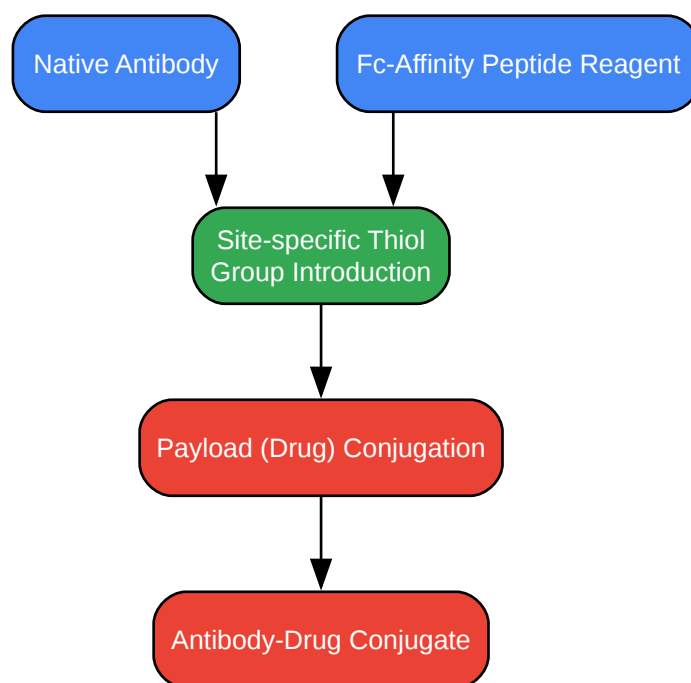 Native Antibody
Fc-Affinity Peptide Reagent
Site-specific Thiol
Group Introduction
Payload (Drug) Conjugation
Antibody-Drug Conjugate